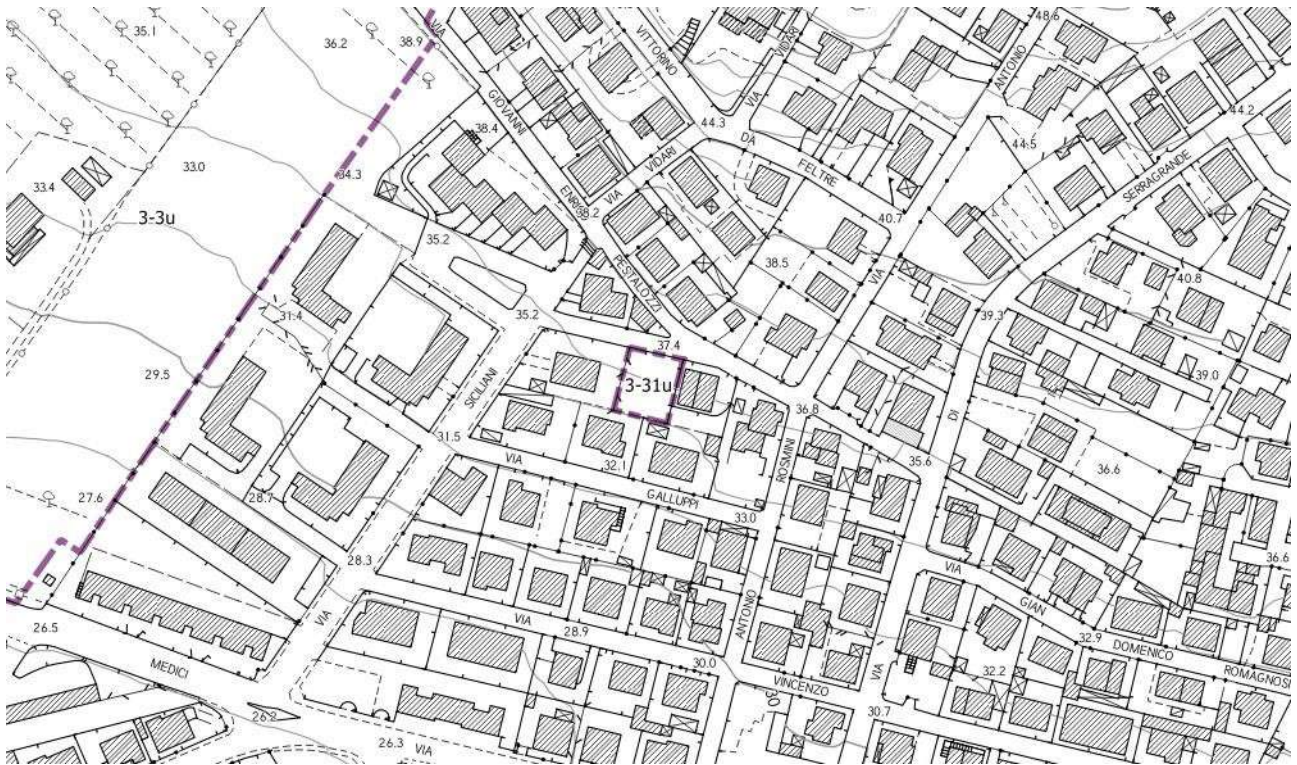 35.1
36.2
38.9
VIA
GIOVANNI
ENRICO
PESTALOZZI
VITTORINO
DA
FELTRE
VIA
VIDARI
VIA
VIDARI
48.6
ANTONIO
VIA
DI
VIA
44.2
44.5
SERRAGRANDE
44.3
38.4
33.0
34.3
33.4
3-3u
38.2
40.7
35.2
38.5
40.8
31.4
35.2
39.3
37.4
3-31u
39.0
29.5
SICILIANI
VIA
36.8
31.5
35.6
36.6
VIA
32.1
GALLUPPI
33.0
ROSMINI
ANTONIO
27.6
28.7
28.3
36.6
VIA
GIAN
DOMENICO
ROMAGNOSI
26.5
MEDICI
VIA
VIA
28.9
30.0
VINCENZO
32.9
32.2
30
30.7
26.2
26.3